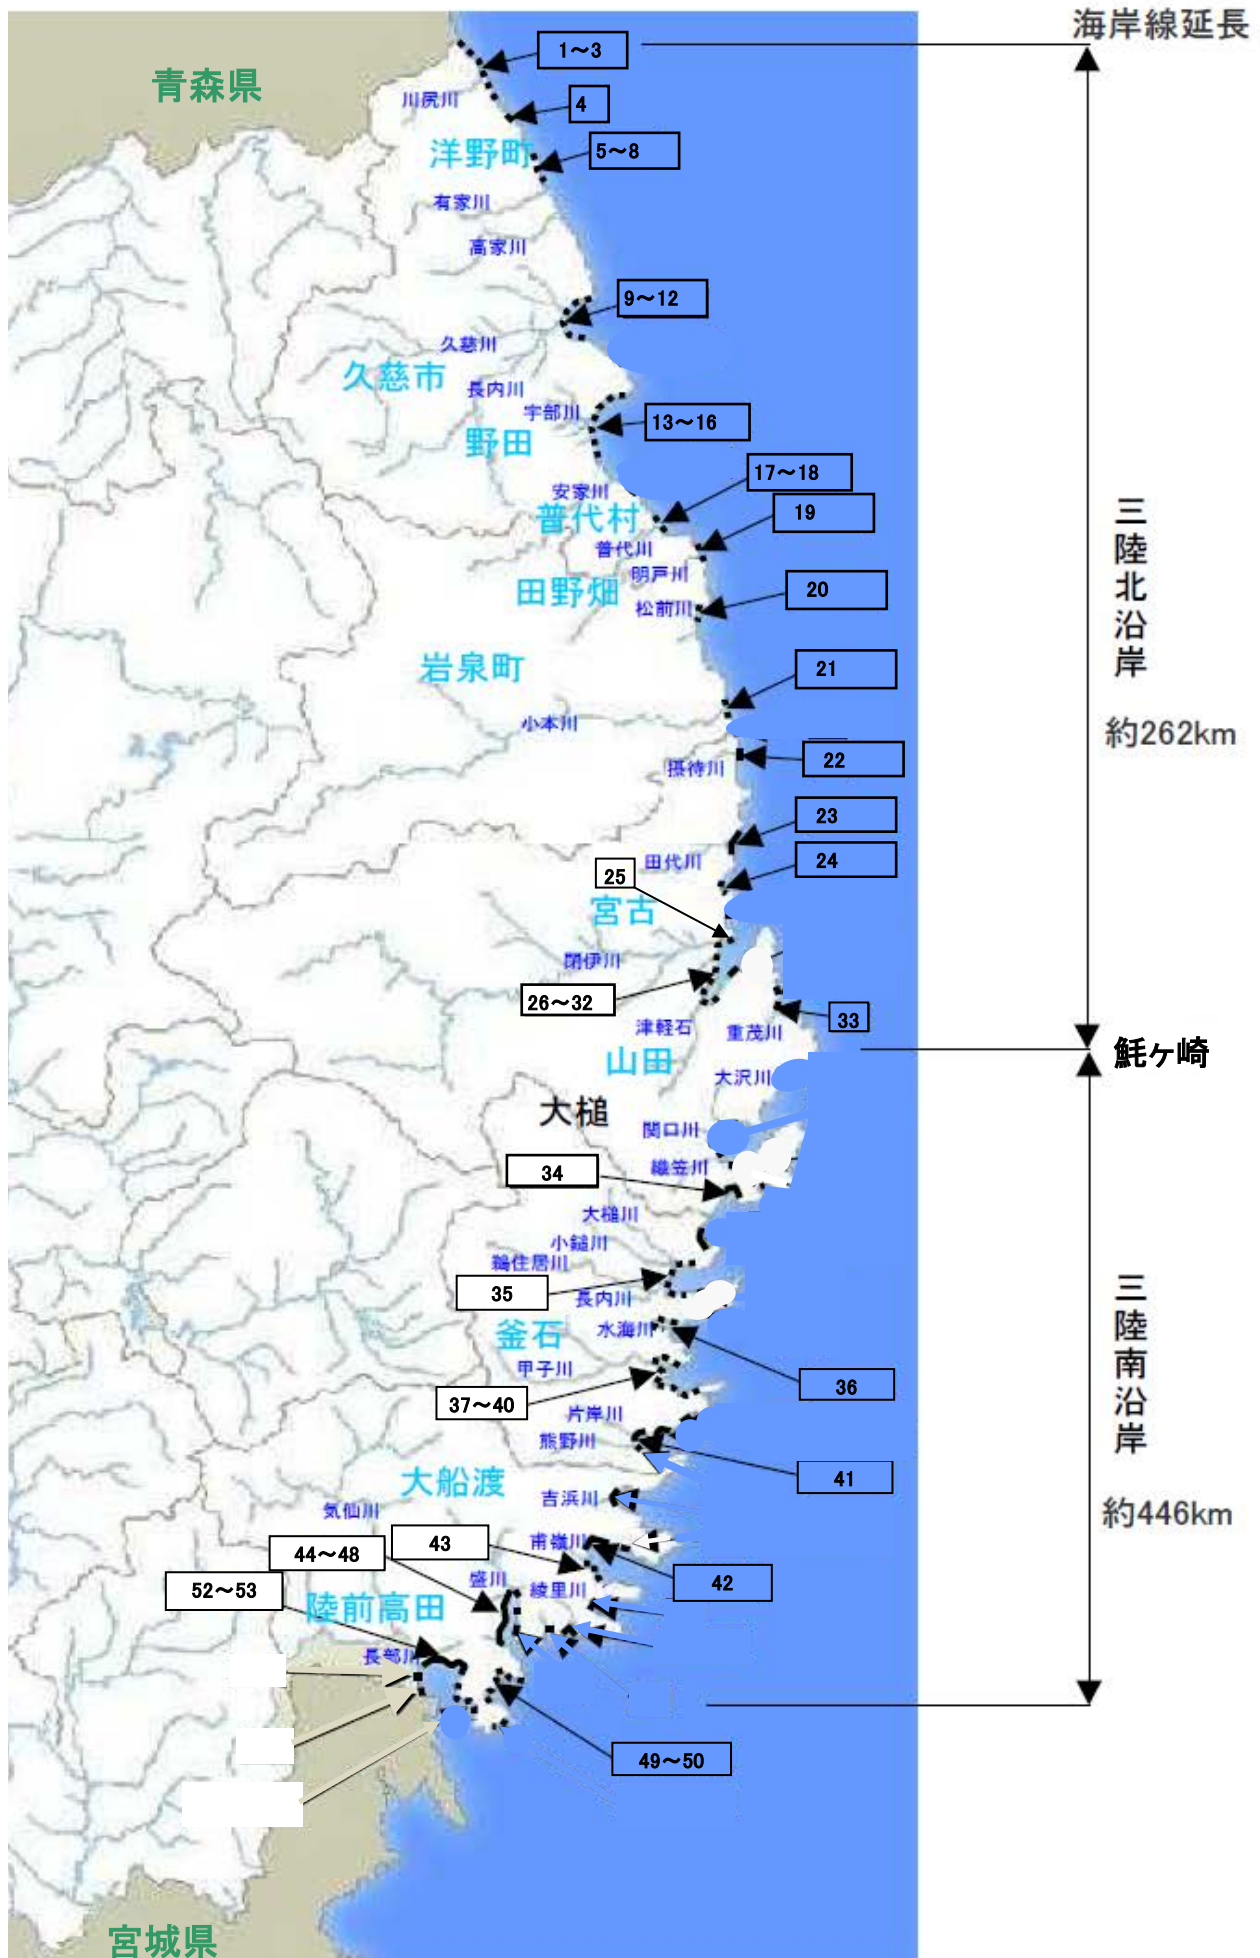 海岸線延長
1～3
青森県
川尻川
4
洋野町
5～8
有家川
高家川
9～12
久慈川
久慈市
長内川
宇部川
13～16
野田
17～18
安家川
普代村
19
三陸北沿岸
普代川
明戸川
田野畑
20
松前川
岩泉町
21
小本川
約262km
22
摂待川
23
田代川
24
25
宮古
閉伊川
26～32
33
津軽石
重茂川
山田
魹ヶ崎
大沢川
大槌
関口川
織笠川
34
大槌川
小鎚川
鵜住居川
35
長内川
三陸南沿岸
釜石
水海川
甲子川
36
37～40
片岸川
熊野川
41
大船渡
吉浜川
気仙川
約446km
43
甫嶺川
44～48
盛川
42
52～53
綾里川
陸前高田
長部川
49～50
宮城県